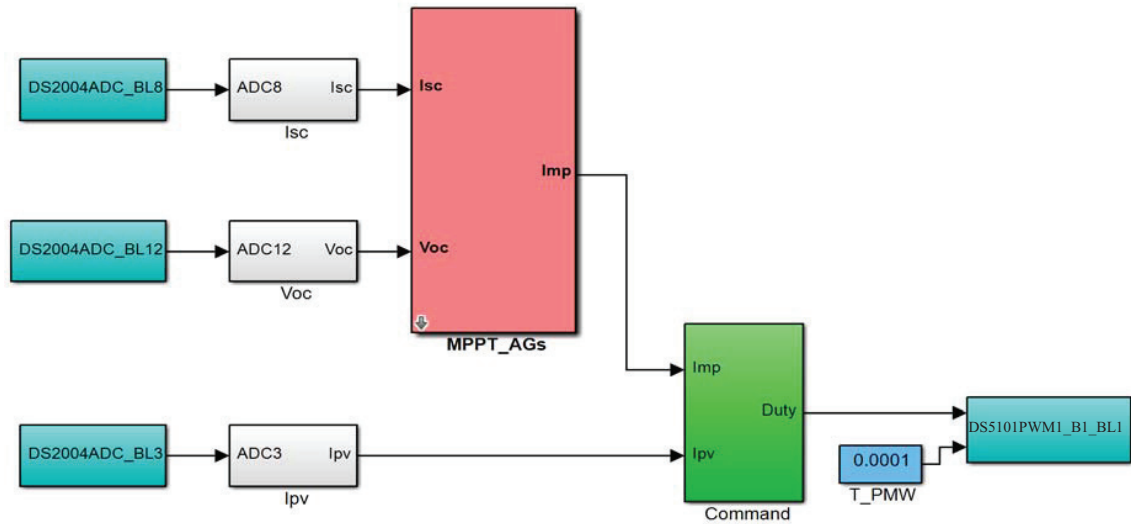 DS2004ADC_BL8
ADC8
Isc
Isc
Isc
Imp
Voc
MPPT_AGs
DS2004ADC_BL12
ADC12
Voc
Voc
Imp
Ipv
Duty
Command
DS2004ADC_BL3
ADC3
Ipv
Ipv
0.0001
T_PMW
DS5101PWM1_B1_BL1